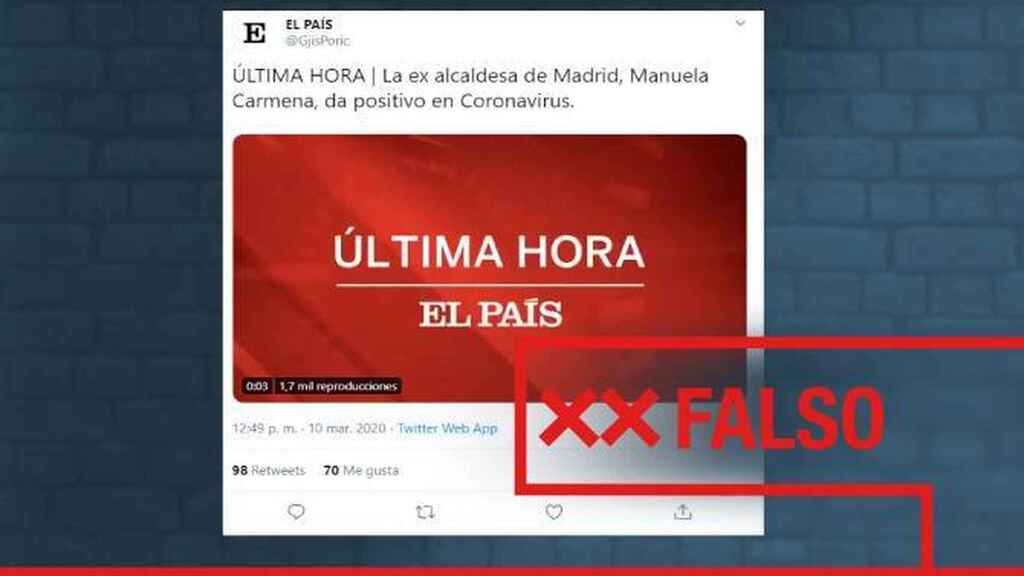 E
EL PAÍS
@GjisPoric
ÚLTIMA HORA | La ex alcaldesa de Madrid, Manuela
Carmena, da positivo en Coronavirus.
ÚLTIMA HORA
EL PAÍS
0:03 1,7 mil reproducciones
12:49 p. m. · 10 mar. 2020 · Twitter Web App
98 Retweets 70 Me gusta
XX FALSO